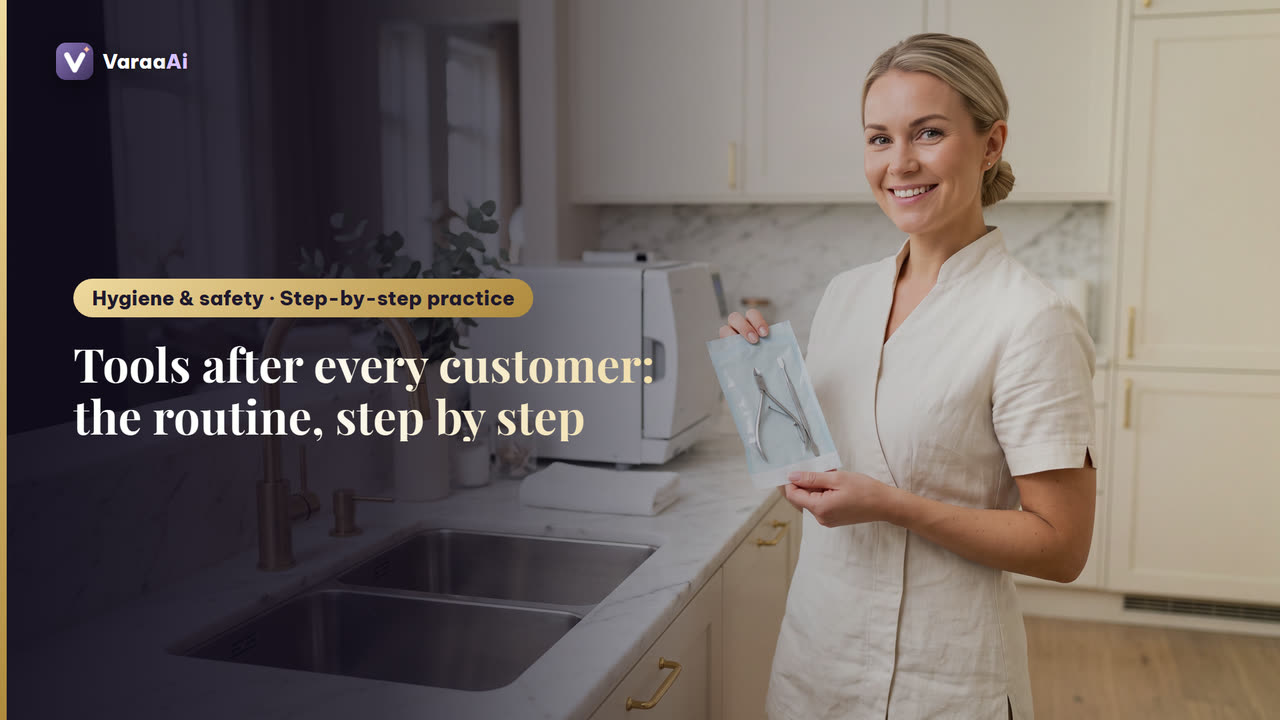 VaraaAi
Hygiene & safety · Step-by-step practice
Tools after every customer:
the routine, step by step